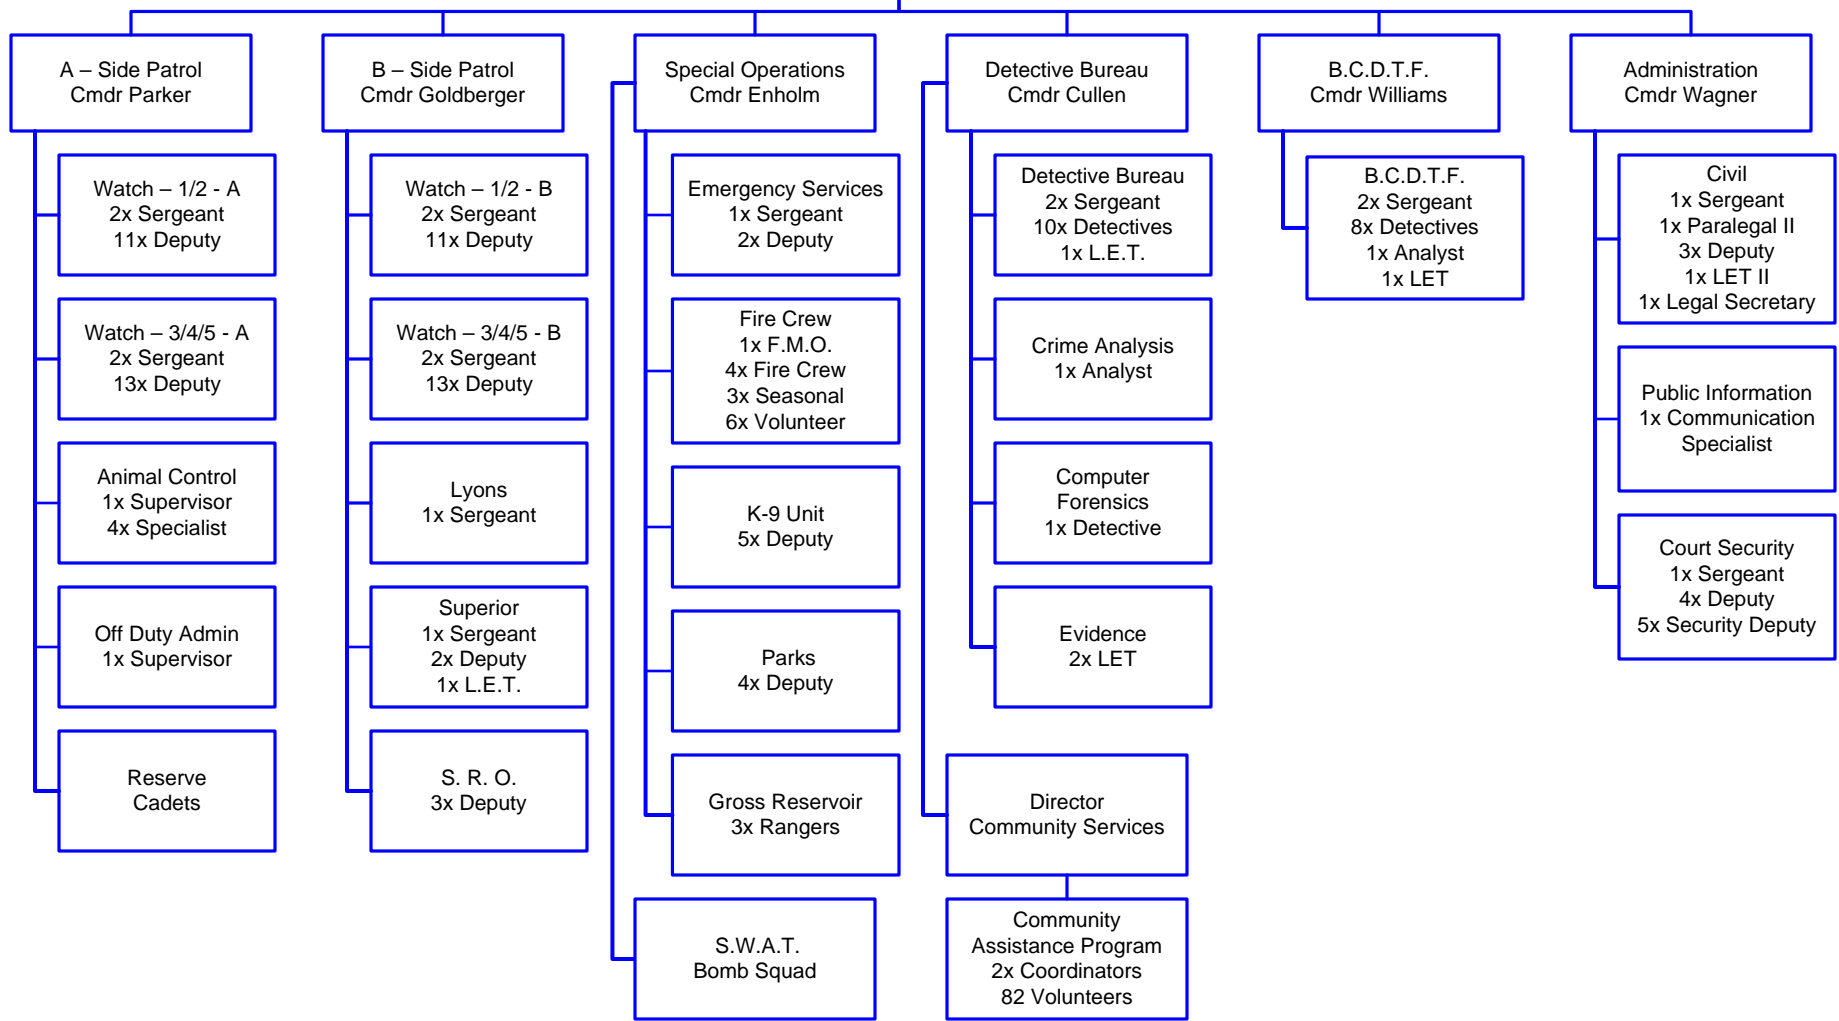 A – Side Patrol
Cmdr Parker
Watch – 1/2 - A
2x Sergeant
11x Deputy
Watch – 3/4/5 - A
2x Sergeant
13x Deputy
Animal Control
1x Supervisor
4x Specialist
Off Duty Admin
1x Supervisor
Reserve
Cadets
B – Side Patrol
Cmdr Goldberger
Watch – 1/2 - B
2x Sergeant
11x Deputy
Watch – 3/4/5 - B
2x Sergeant
13x Deputy
Lyons
1x Sergeant
Superior
1x Sergeant
2x Deputy
1x L.E.T.
S. R. O.
3x Deputy
Special Operations
Cmdr Enholm
Emergency Services
1x Sergeant
2x Deputy
Fire Crew
1x F.M.O.
4x Fire Crew
3x Seasonal
6x Volunteer
K-9 Unit
5x Deputy
Parks
4x Deputy
Gross Reservoir
3x Rangers
S.W.A.T.
Bomb Squad
Detective Bureau
Cmdr Cullen
Detective Bureau
2x Sergeant
10x Detectives
1x L.E.T.
Crime Analysis
1x Analyst
Computer
Forensics
1x Detective
Evidence
2x LET
Director
Community Services
Community
Assistance Program
2x Coordinators
82 Volunteers
B.C.D.T.F.
Cmdr Williams
B.C.D.T.F.
2x Sergeant
8x Detectives
1x Analyst
1x LET
Administration
Cmdr Wagner
Civil
1x Sergeant
1x Paralegal II
3x Deputy
1x LET II
1x Legal Secretary
Public Information
1x Communication
Specialist
Court Security
1x Sergeant
4x Deputy
5x Security Deputy